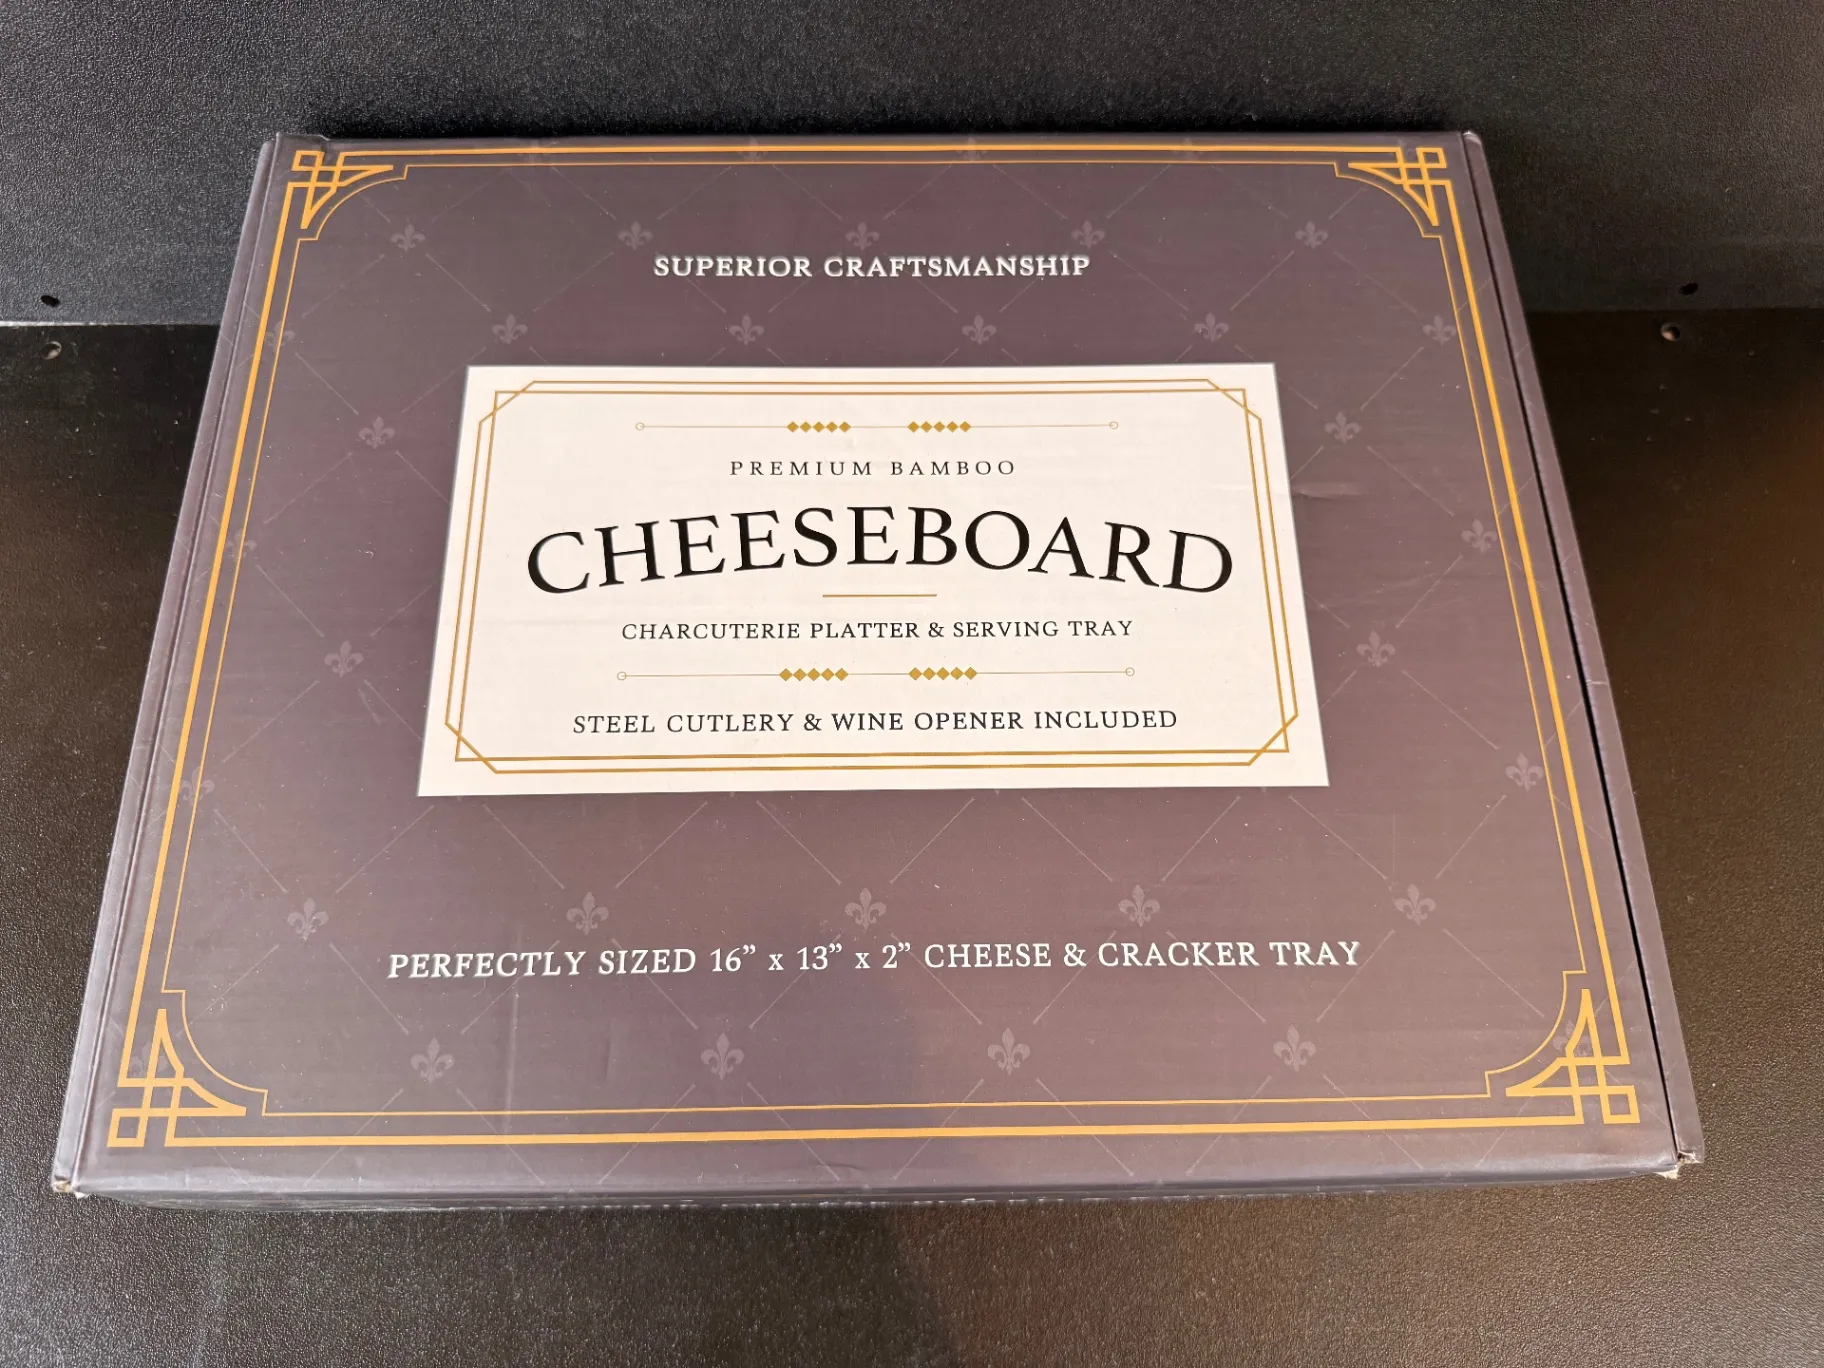 SUPERIOR CRAFTSMANSHIP
PREMIUM BAMBOO
CHEESEBOARD
CHARCUTERIE PLATTER & SERVING TRAY
STEEL CUTLERY & WINE OPENER INCLUDED
PERFECTLY SIZED 16” x 13” x 2” CHEESE & CRACKER TRAY